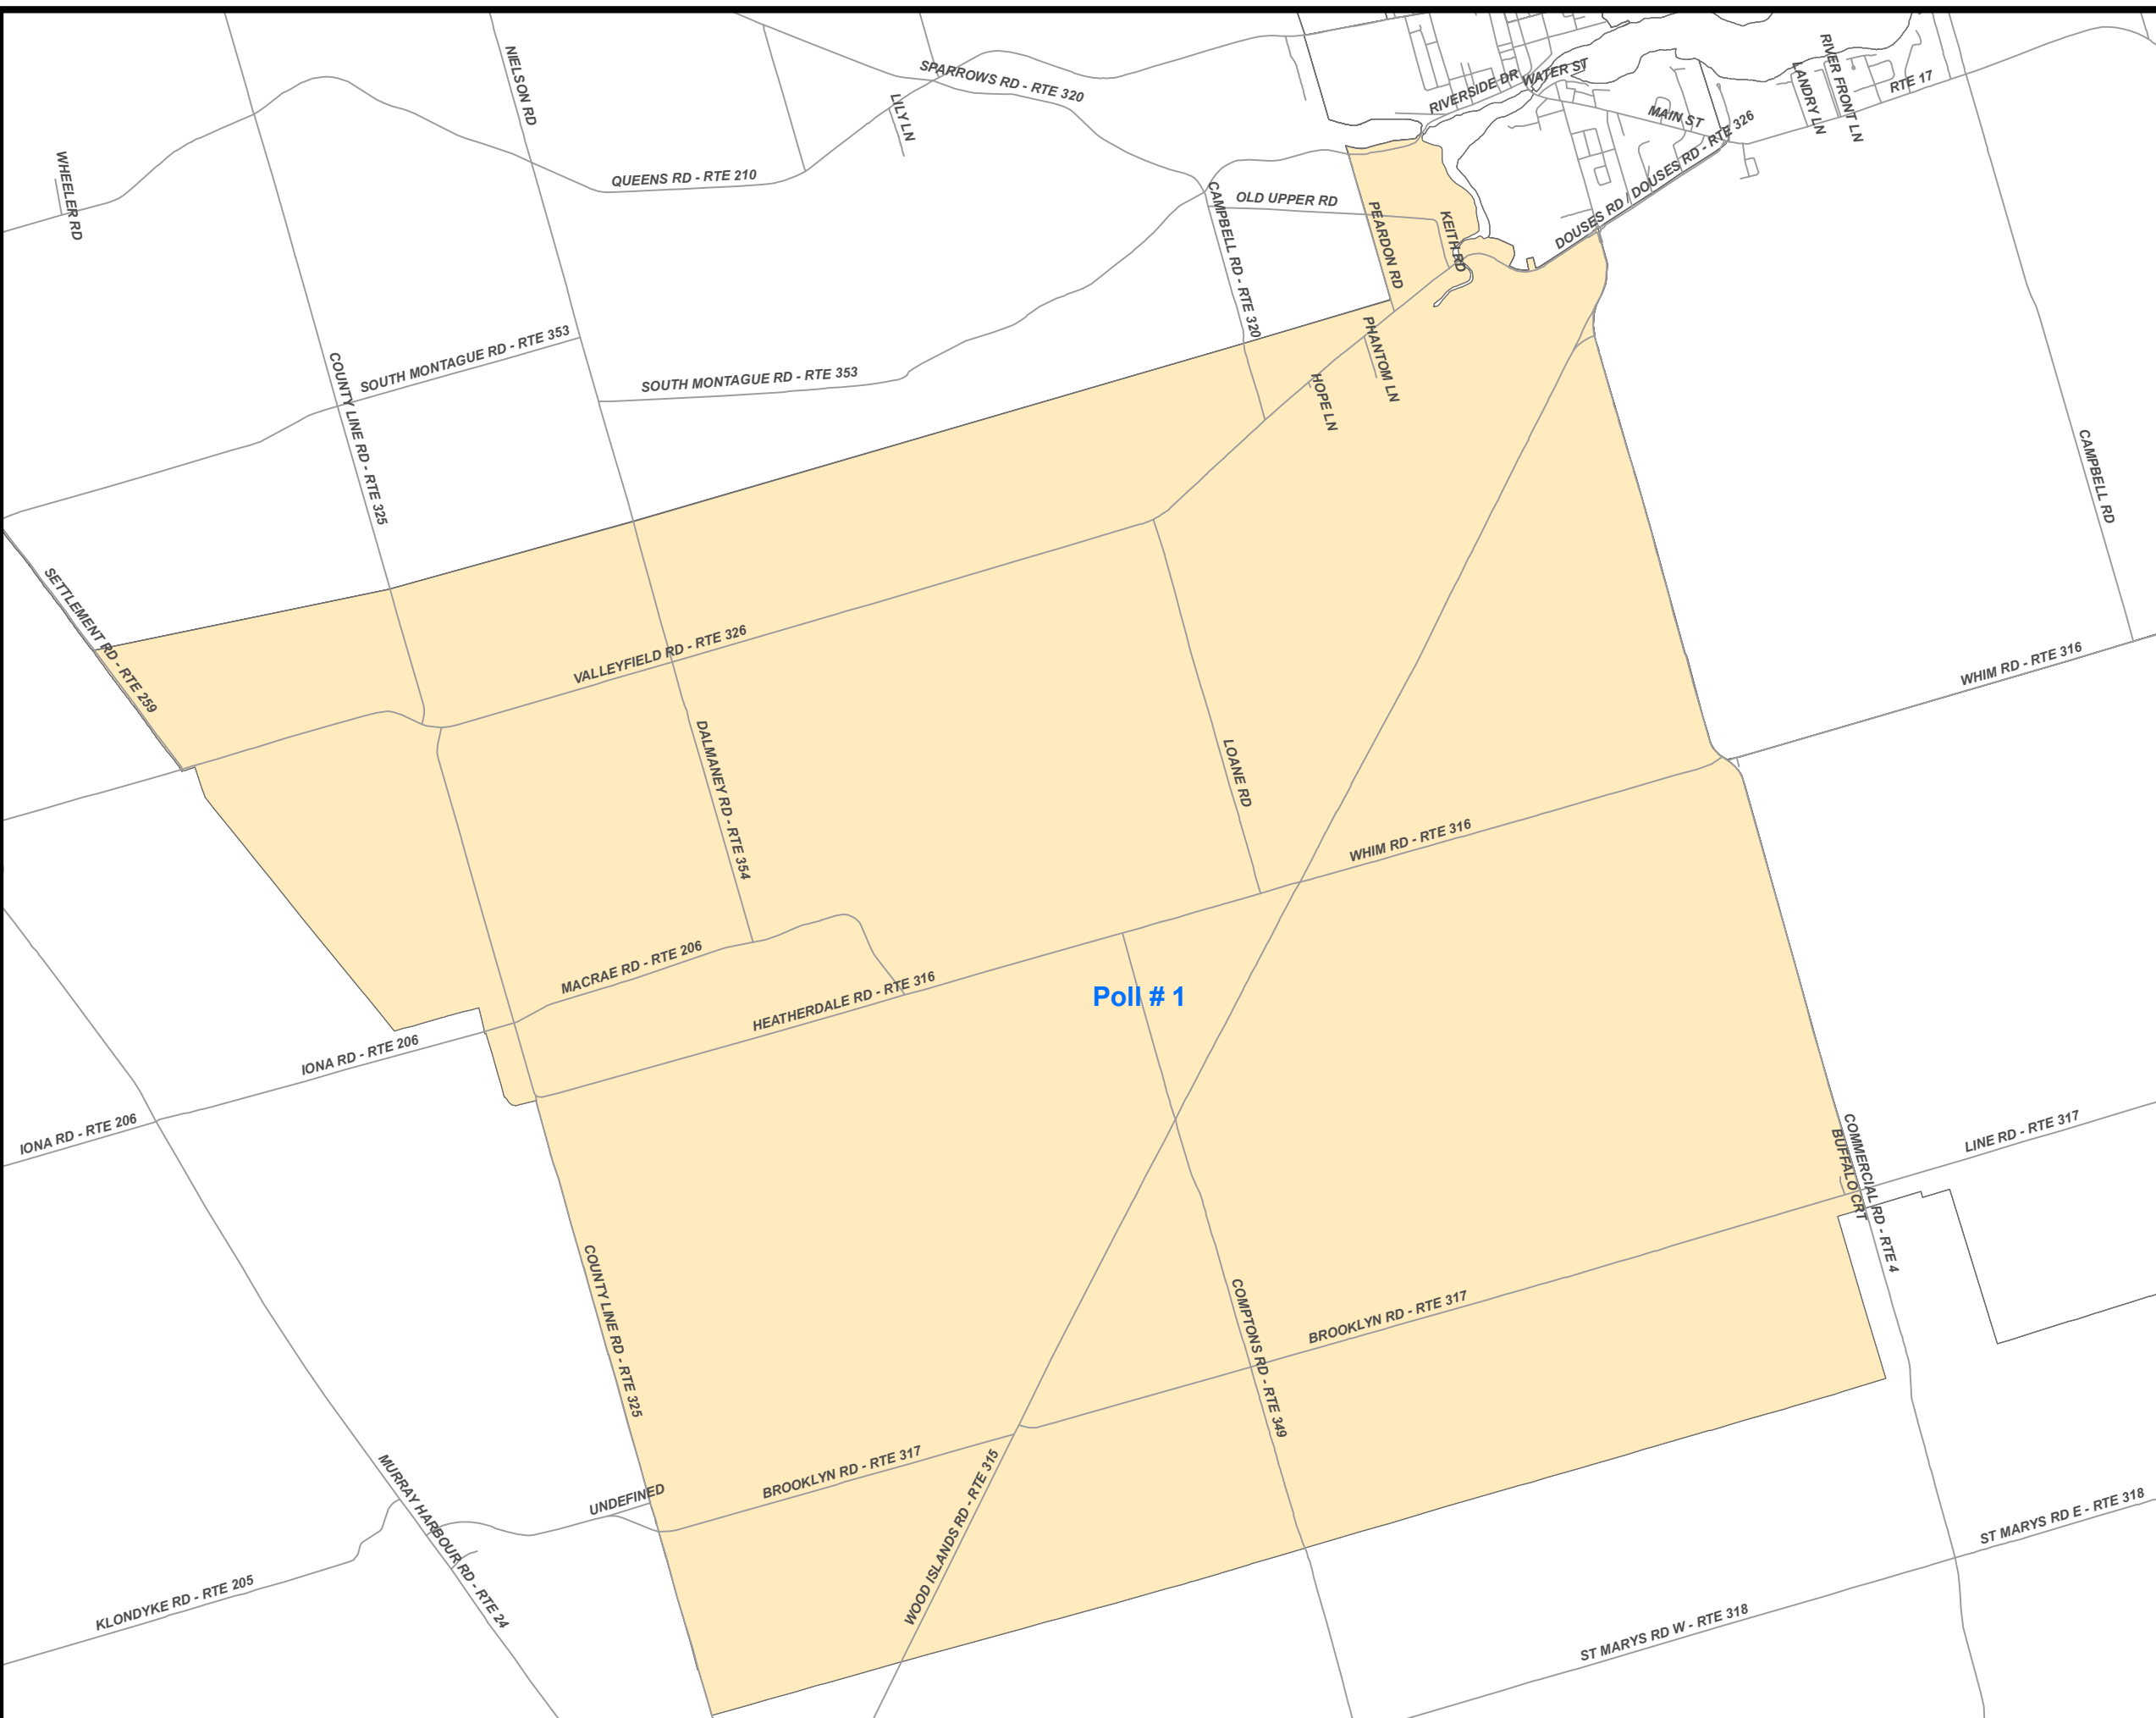 NIELSON RD
SPARROWS RD - RTE 320
LILY LN
RIVERSIDE DR
WATER ST
MAIN ST
LANDRY LN
RIVER FRONT LN
RTE 17
WHEELER RD
QUEENS RD - RTE 210
CAMPBELL RD - RTE 320
OLD UPPER RD
PEARDON RD
KEITH RD
DOUSES RD
DOUSES RD - RTE 326
COUNTY LINE RD - RTE 325
SOUTH MONTAGUE RD - RTE 353
SOUTH MONTAGUE RD - RTE 353
PHANTOM LN
HOPE LN
CAMPBELL RD
SETTLEMENT RD - RTE 259
VALLEYFIELD RD - RTE 326
WHIM RD - RTE 316
DALMANEY RD - RTE 354
LOANE RD
WHIM RD - RTE 316
MACRAE RD - RTE 206
HEATHERDALE RD - RTE 316
Poll # 1
IONA RD - RTE 206
IONA RD - RTE 206
COMMERCIAL RD - RTE 4
BUFFALO CRT
LINE RD - RTE 317
COUNTY LINE RD - RTE 325
COMPTONS RD - RTE 349
BROOKLYN RD - RTE 317
BROOKLYN RD - RTE 317
UNDEFINED
MURRAY HARBOUR RD - RTE 24
WOOD ISLANDS RD - RTE 315
KLONDYKE RD - RTE 205
ST MARYS RD E - RTE 318
ST MARYS RD W - RTE 318